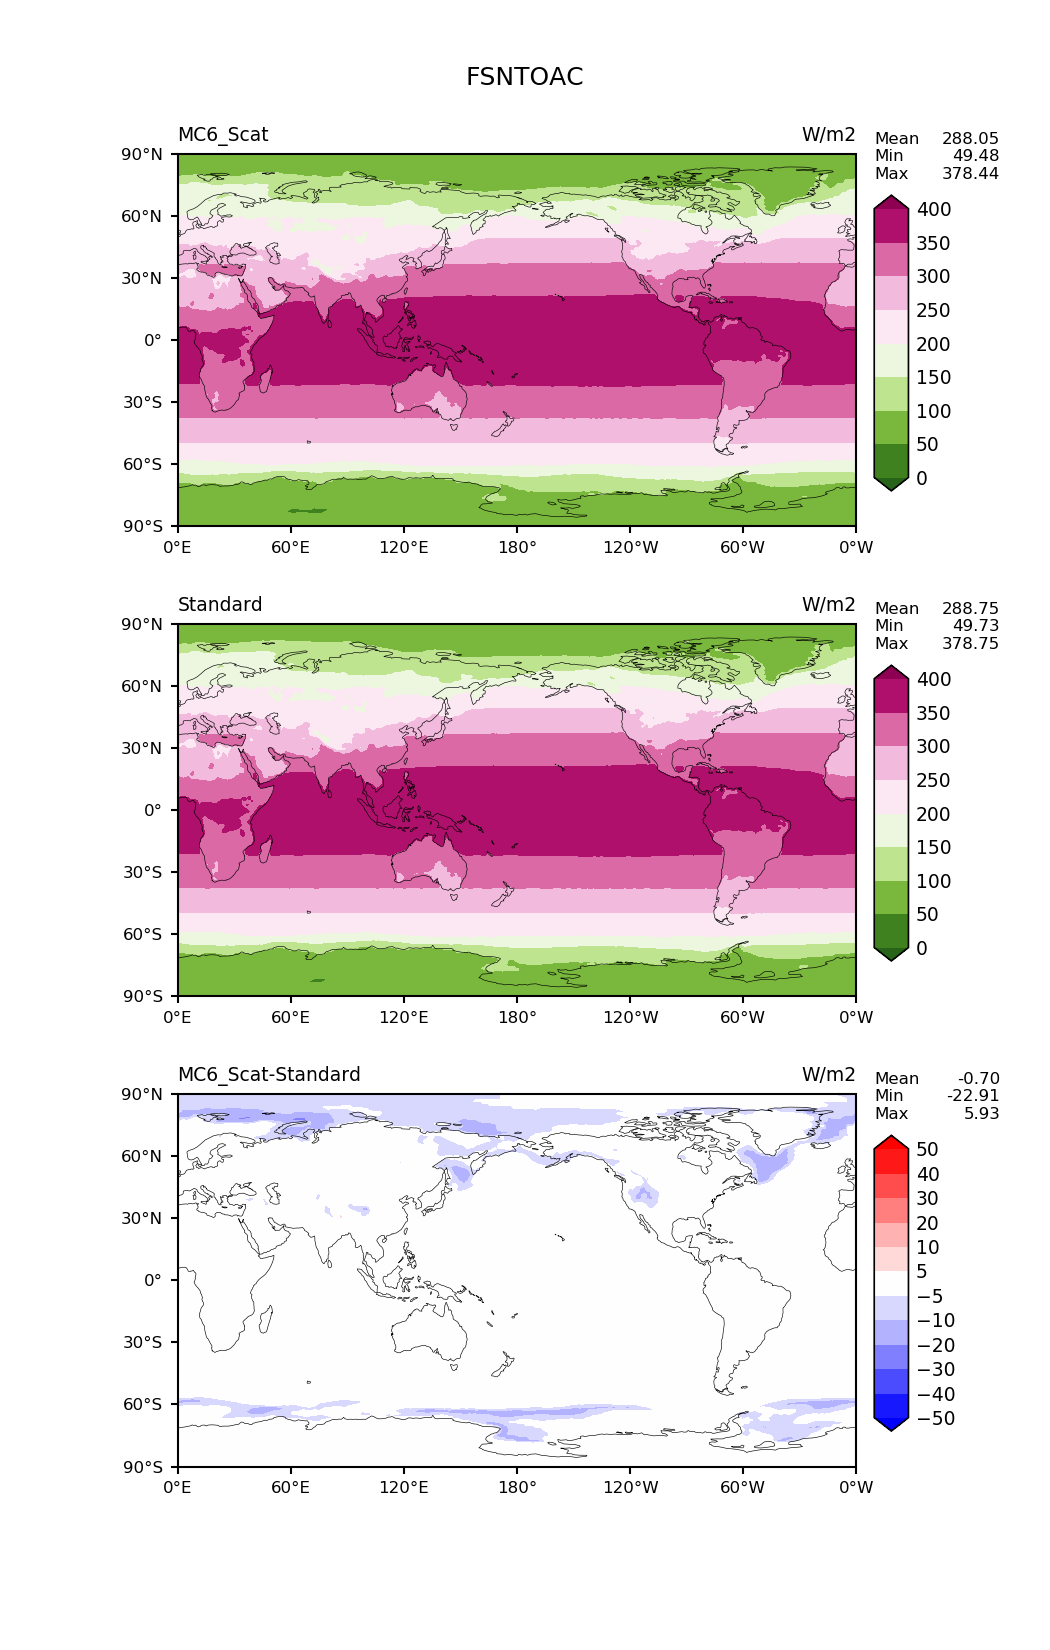 FSNTOAC
MC6_Scat W/m2
Mean 288.05
Min 49.48
Max 378.44
90°N
60°N
30°N
0°
30°S
60°S
90°S
0°E 60°E 120°E 180° 120°W 60°W 0°W
400
350
300
250
200
150
100
50
0
Standard W/m2
Mean 288.75
Min 49.73
Max 378.75
90°N
60°N
30°N
0°
30°S
60°S
90°S
0°E 60°E 120°E 180° 120°W 60°W 0°W
400
350
300
250
200
150
100
50
0
MC6_Scat-Standard W/m2
Mean -0.70
Min -22.91
Max 5.93
90°N
60°N
30°N
0°
30°S
60°S
90°S
0°E 60°E 120°E 180° 120°W 60°W 0°W
50
40
30
20
10
5
−5
−10
−20
−30
−40
−50